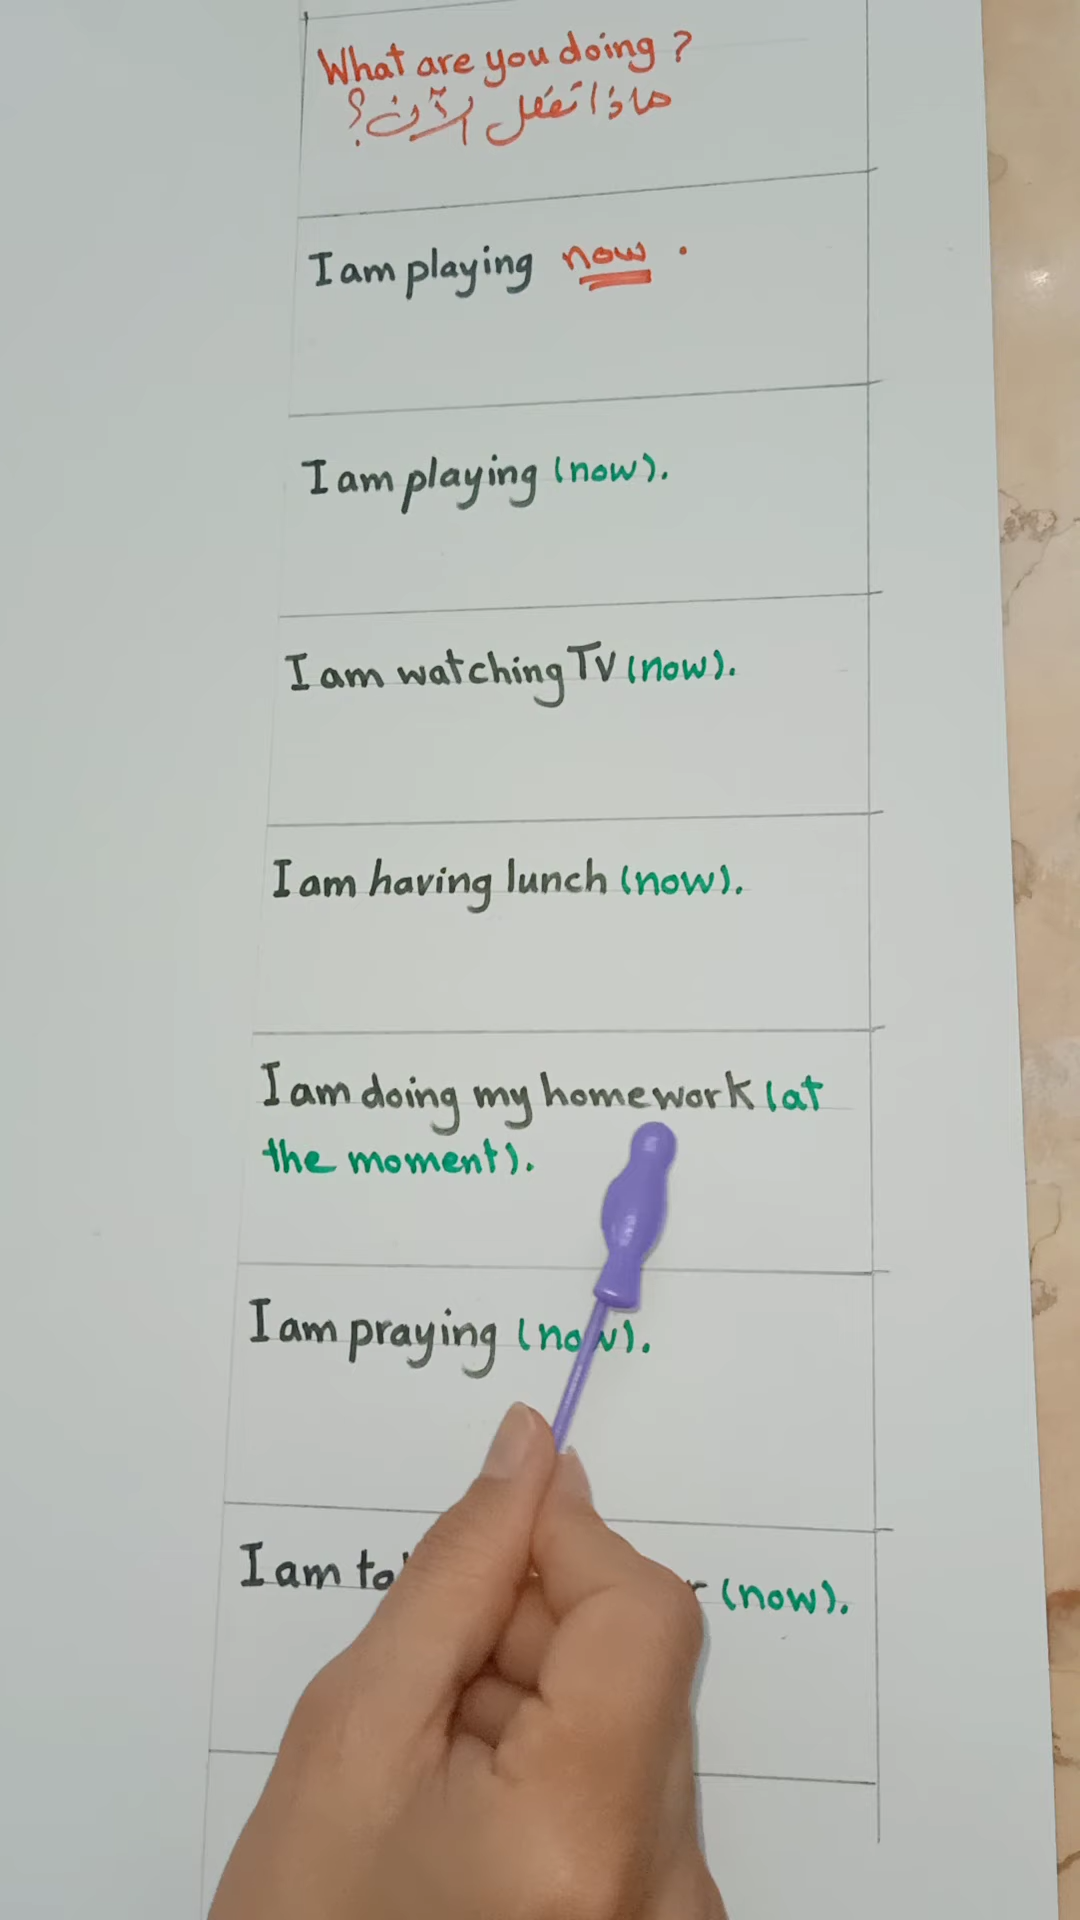 What are you doing ?
ماذا تفعل الآن ؟
I am playing now .
I am playing (now).
I am watching TV (now).
I am having lunch (now).
I am doing my homework (at
the moment).
I am praying (now).
I am (now).